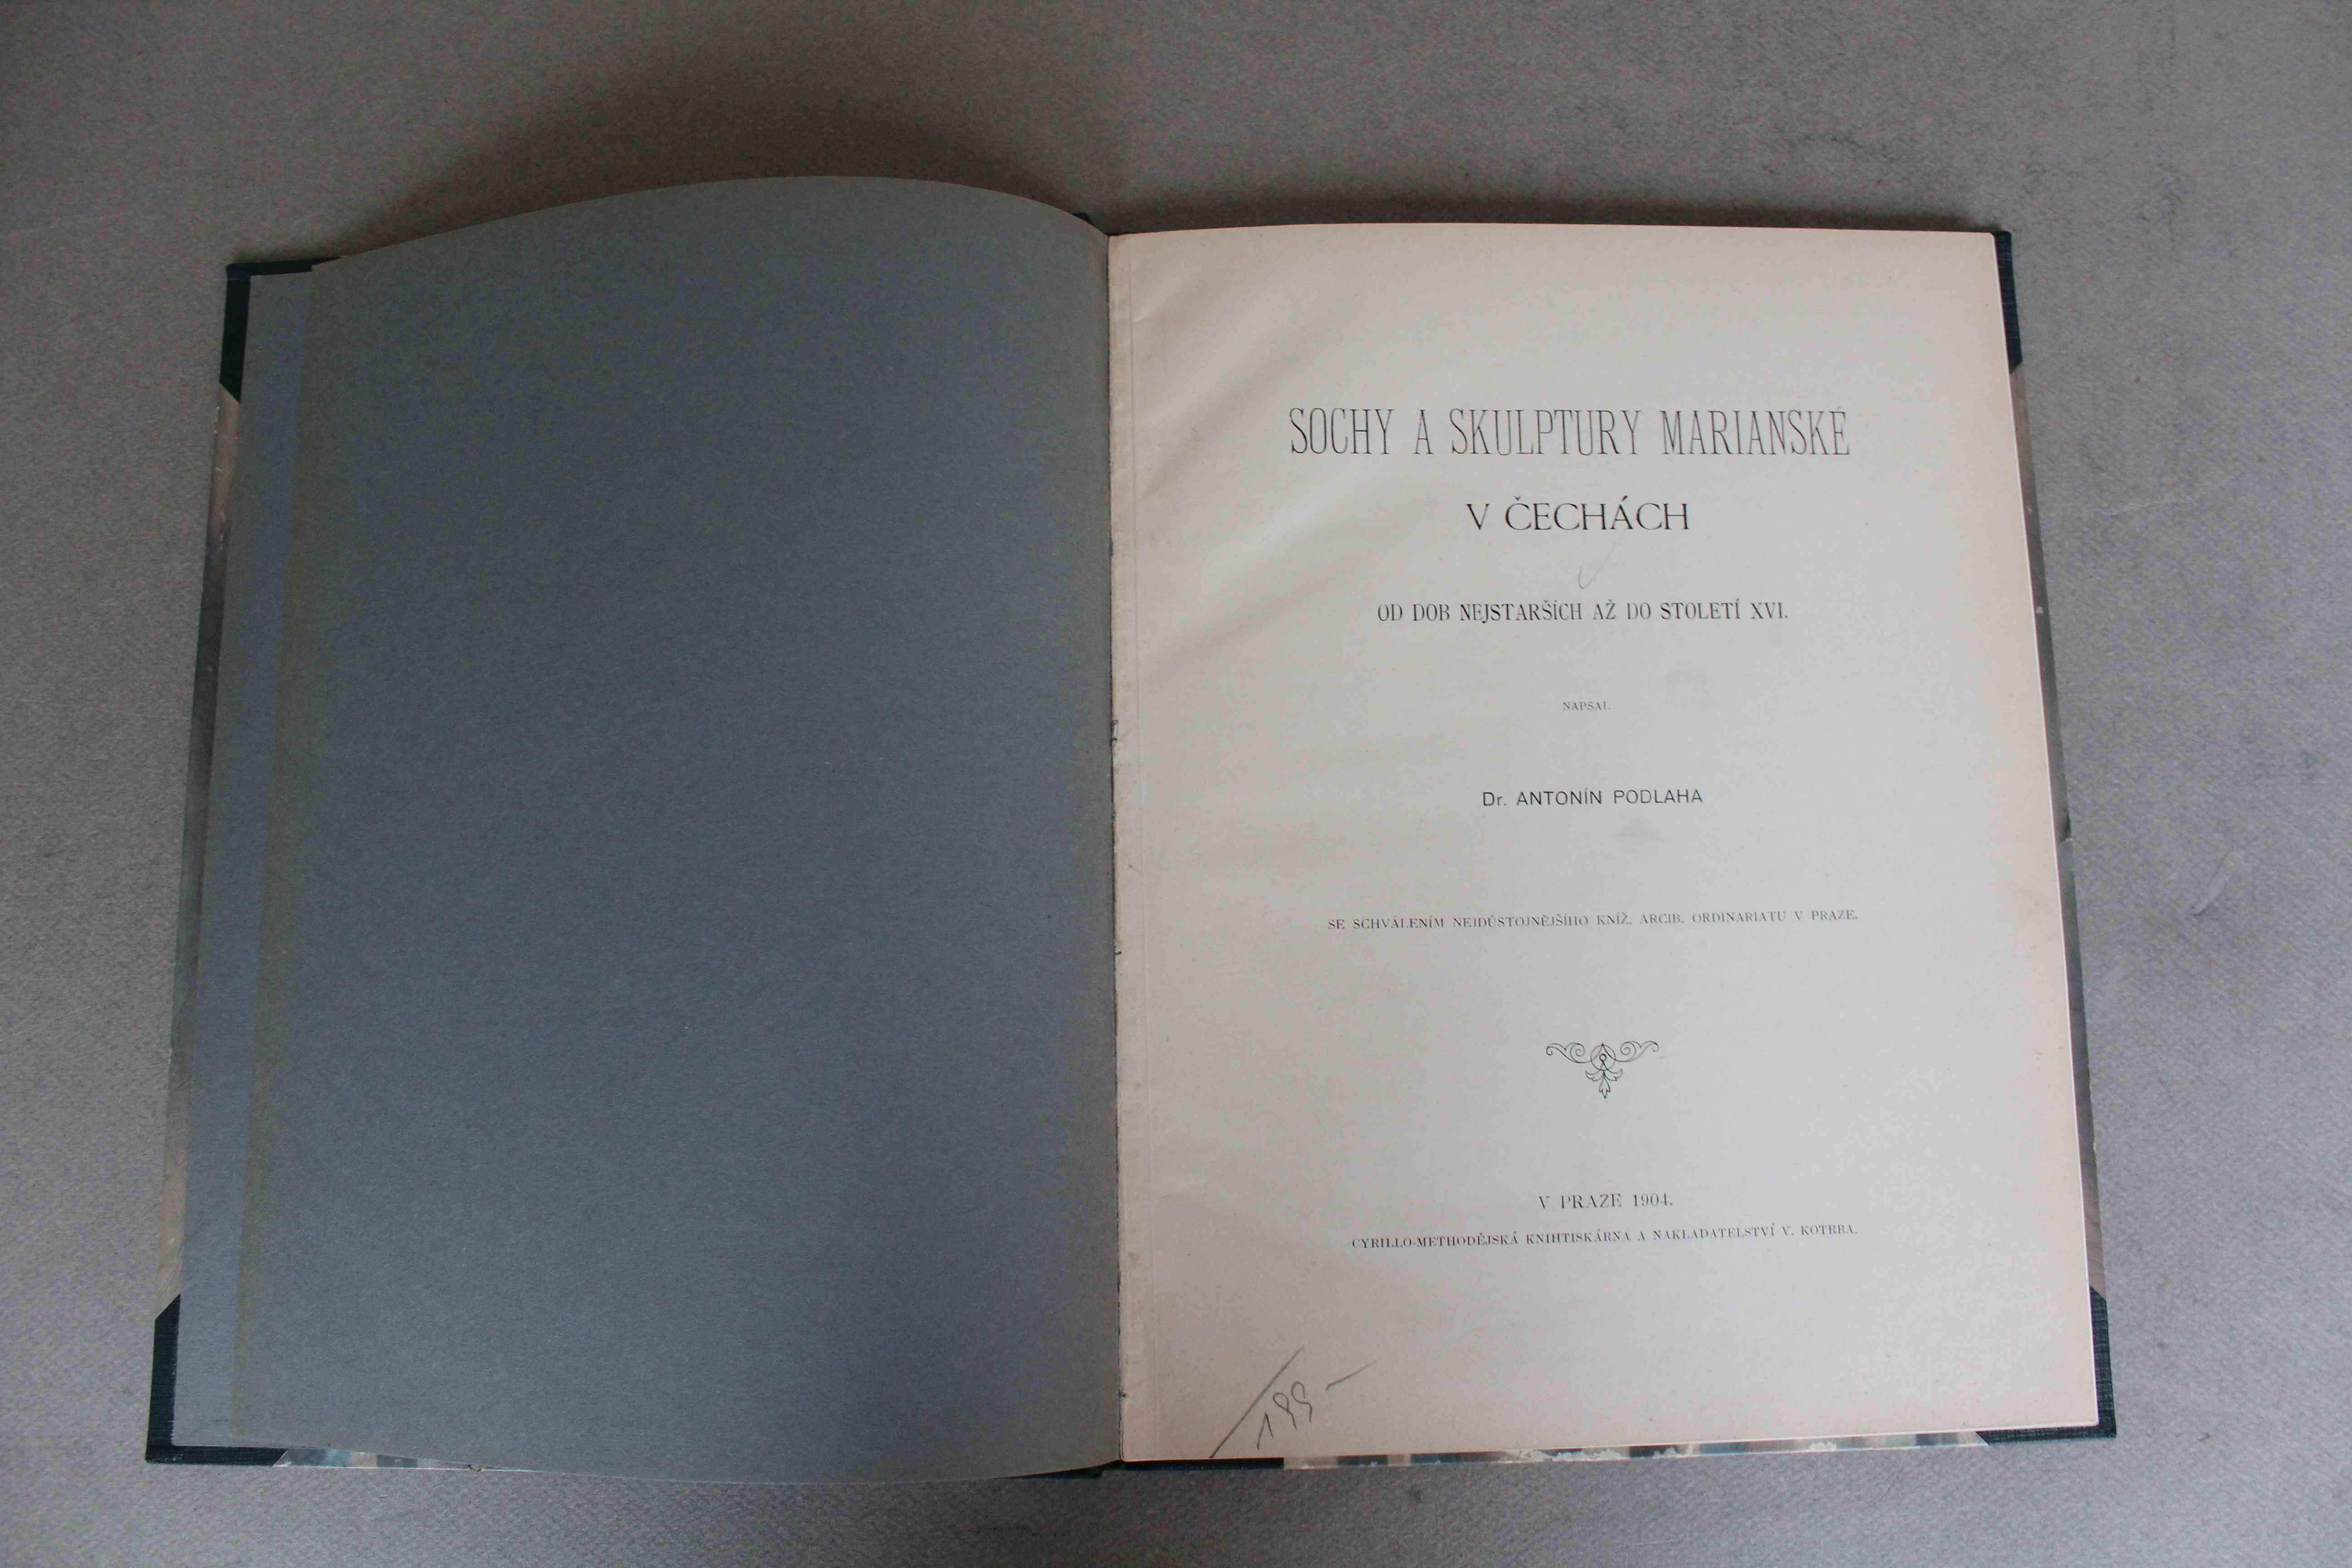 SOCHY A SKULPTURY MARIANSKÉ
V ČECHÁCH
OD DOB NEJSTARŠÍCH AŽ DO STOLETÍ XVI.
NAPSAL
Dr. ANTONÍN PODLAHA
SE SCHVÁLENÍM NEJDŮSTOJNĚJŠÍHO KNÍŽ. ARCIB. ORDINARIATU V PRAZE.
V PRAZE 1904.
CYRILLO-METHODĚJSKÁ KNIHTISKÁRNA A NAKLADATELSTVÍ V. KOTRBA.
199-